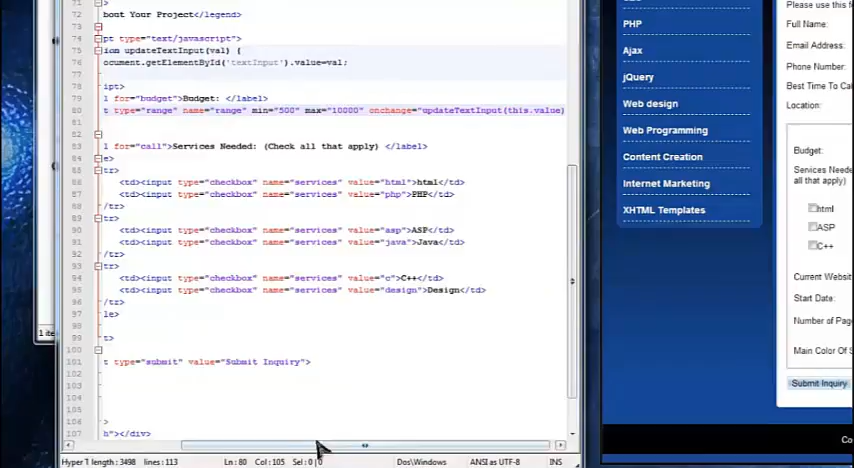 71
72 bout Your Project</legend>
73
74 pt type="text/javascript">
75 ion updateTextInput(val) {
76 ocument.getElementById('textInput').value=val;
77
78 ipt>
79 l for="budget">Budget: </label>
80 t type="range" name="range" min="500" max="10000" onchange="updateTextInput(this.value)
81
82
83 l for="call">Services Needed: (Check all that apply) </label>
84 e>
85 tr>
86 <td><input type="checkbox" name="services" value="html">html</td>
87 <td><input type="checkbox" name="services" value="php">PHP</td>
88 /tr>
89 tr>
90 <td><input type="checkbox" name="services" value="asp">ASP</td>
91 <td><input type="checkbox" name="services" value="java">Java</td>
92 /tr>
93 tr>
94 <td><input type="checkbox" name="services" value="c">C++</td>
95 <td><input type="checkbox" name="services" value="design">Design</td>
96 /tr>
97 le>
98
99 t>
100
101 t type="submit" value="Submit Inquiry">
102
103
104
105
106 >
107 h"></div>
Hyper T length : 3498 lines : 113 Ln : 80 Col : 105 Sel : 0 | 0 Dos\Windows ANSI as UTF-8 INS
1 ite
PHP
Ajax
jQuery
Web design
Web Programming
Content Creation
Internet Marketing
XHTML Templates
Please use this f
Full Name:
Email Address:
Phone Number:
Best Time To Cal
Location:
Budget:
Services Neede
all that apply)
html
ASP
C++
Current Website
Start Date:
Number of Page
Main Color Of S
Submit Inquiry
Co